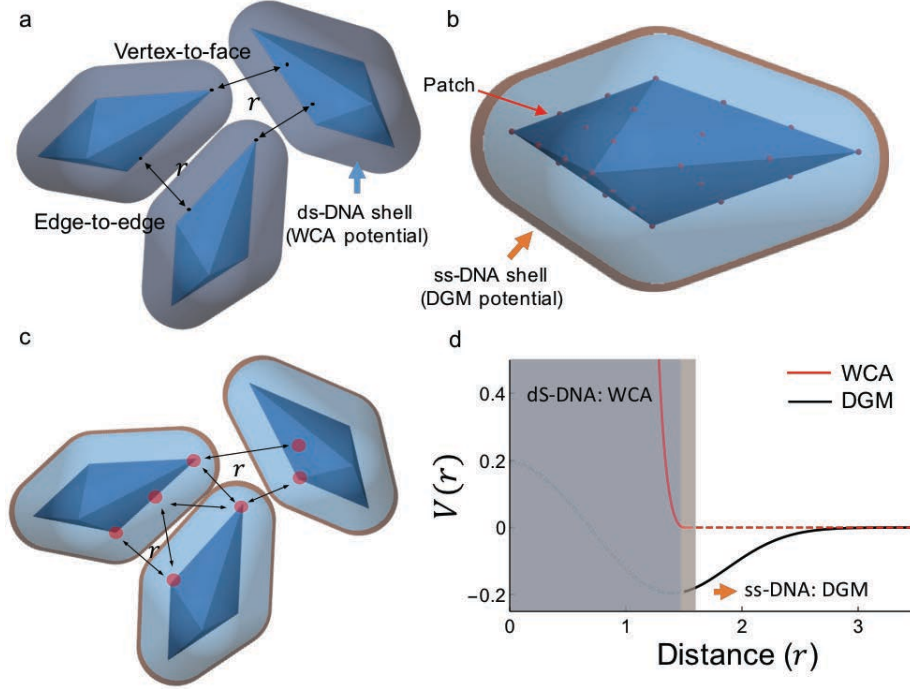 a
Vertex-to-face
r
r
Edge-to-edge
ds-DNA shell
(WCA potential)
b
Patch
ss-DNA shell
(DGM potential)
c
r
r
d
WCA
DGM
dS-DNA: WCA
ss-DNA: DGM
V(r)
0.4
0.2
0
−0.2
0 1 2 3
Distance (r)